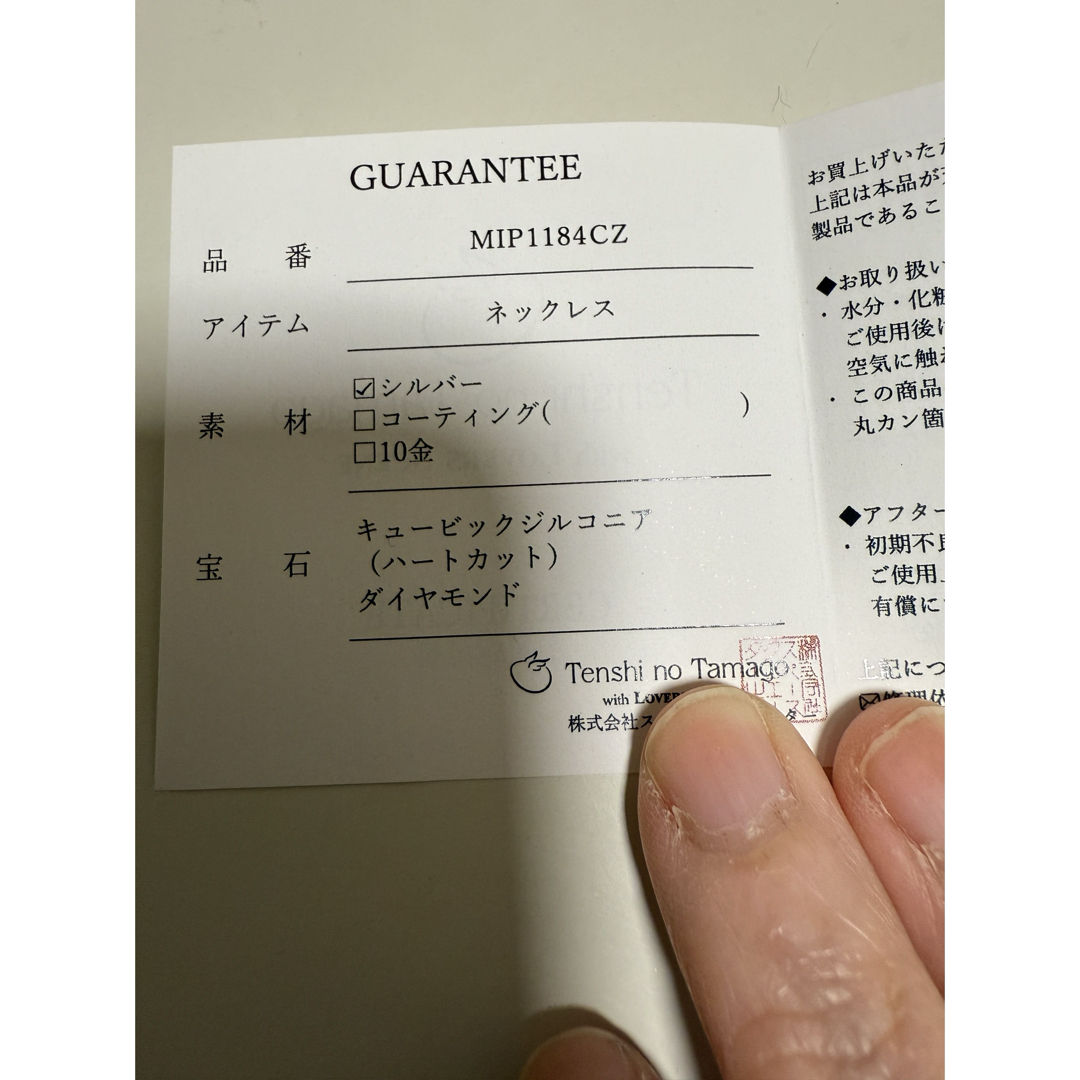 GUARANTEE
品番 MIP1184CZ
アイテム ネックレス
素材
☑シルバー
☐コーティング( )
☐10金
宝石
キュービックジルコニア
(ハートカット)
ダイヤモンド
Tenshi no Tamago
with LOVER
株式会社ス
お買上げいた
上記は本品が
製品であるこ
◆お取り扱い
・水分・化粧
ご使用後は
空気に触れ
・この商品
丸カン箇
◆アフター
・初期不良
ご使用
有償に
上記につ